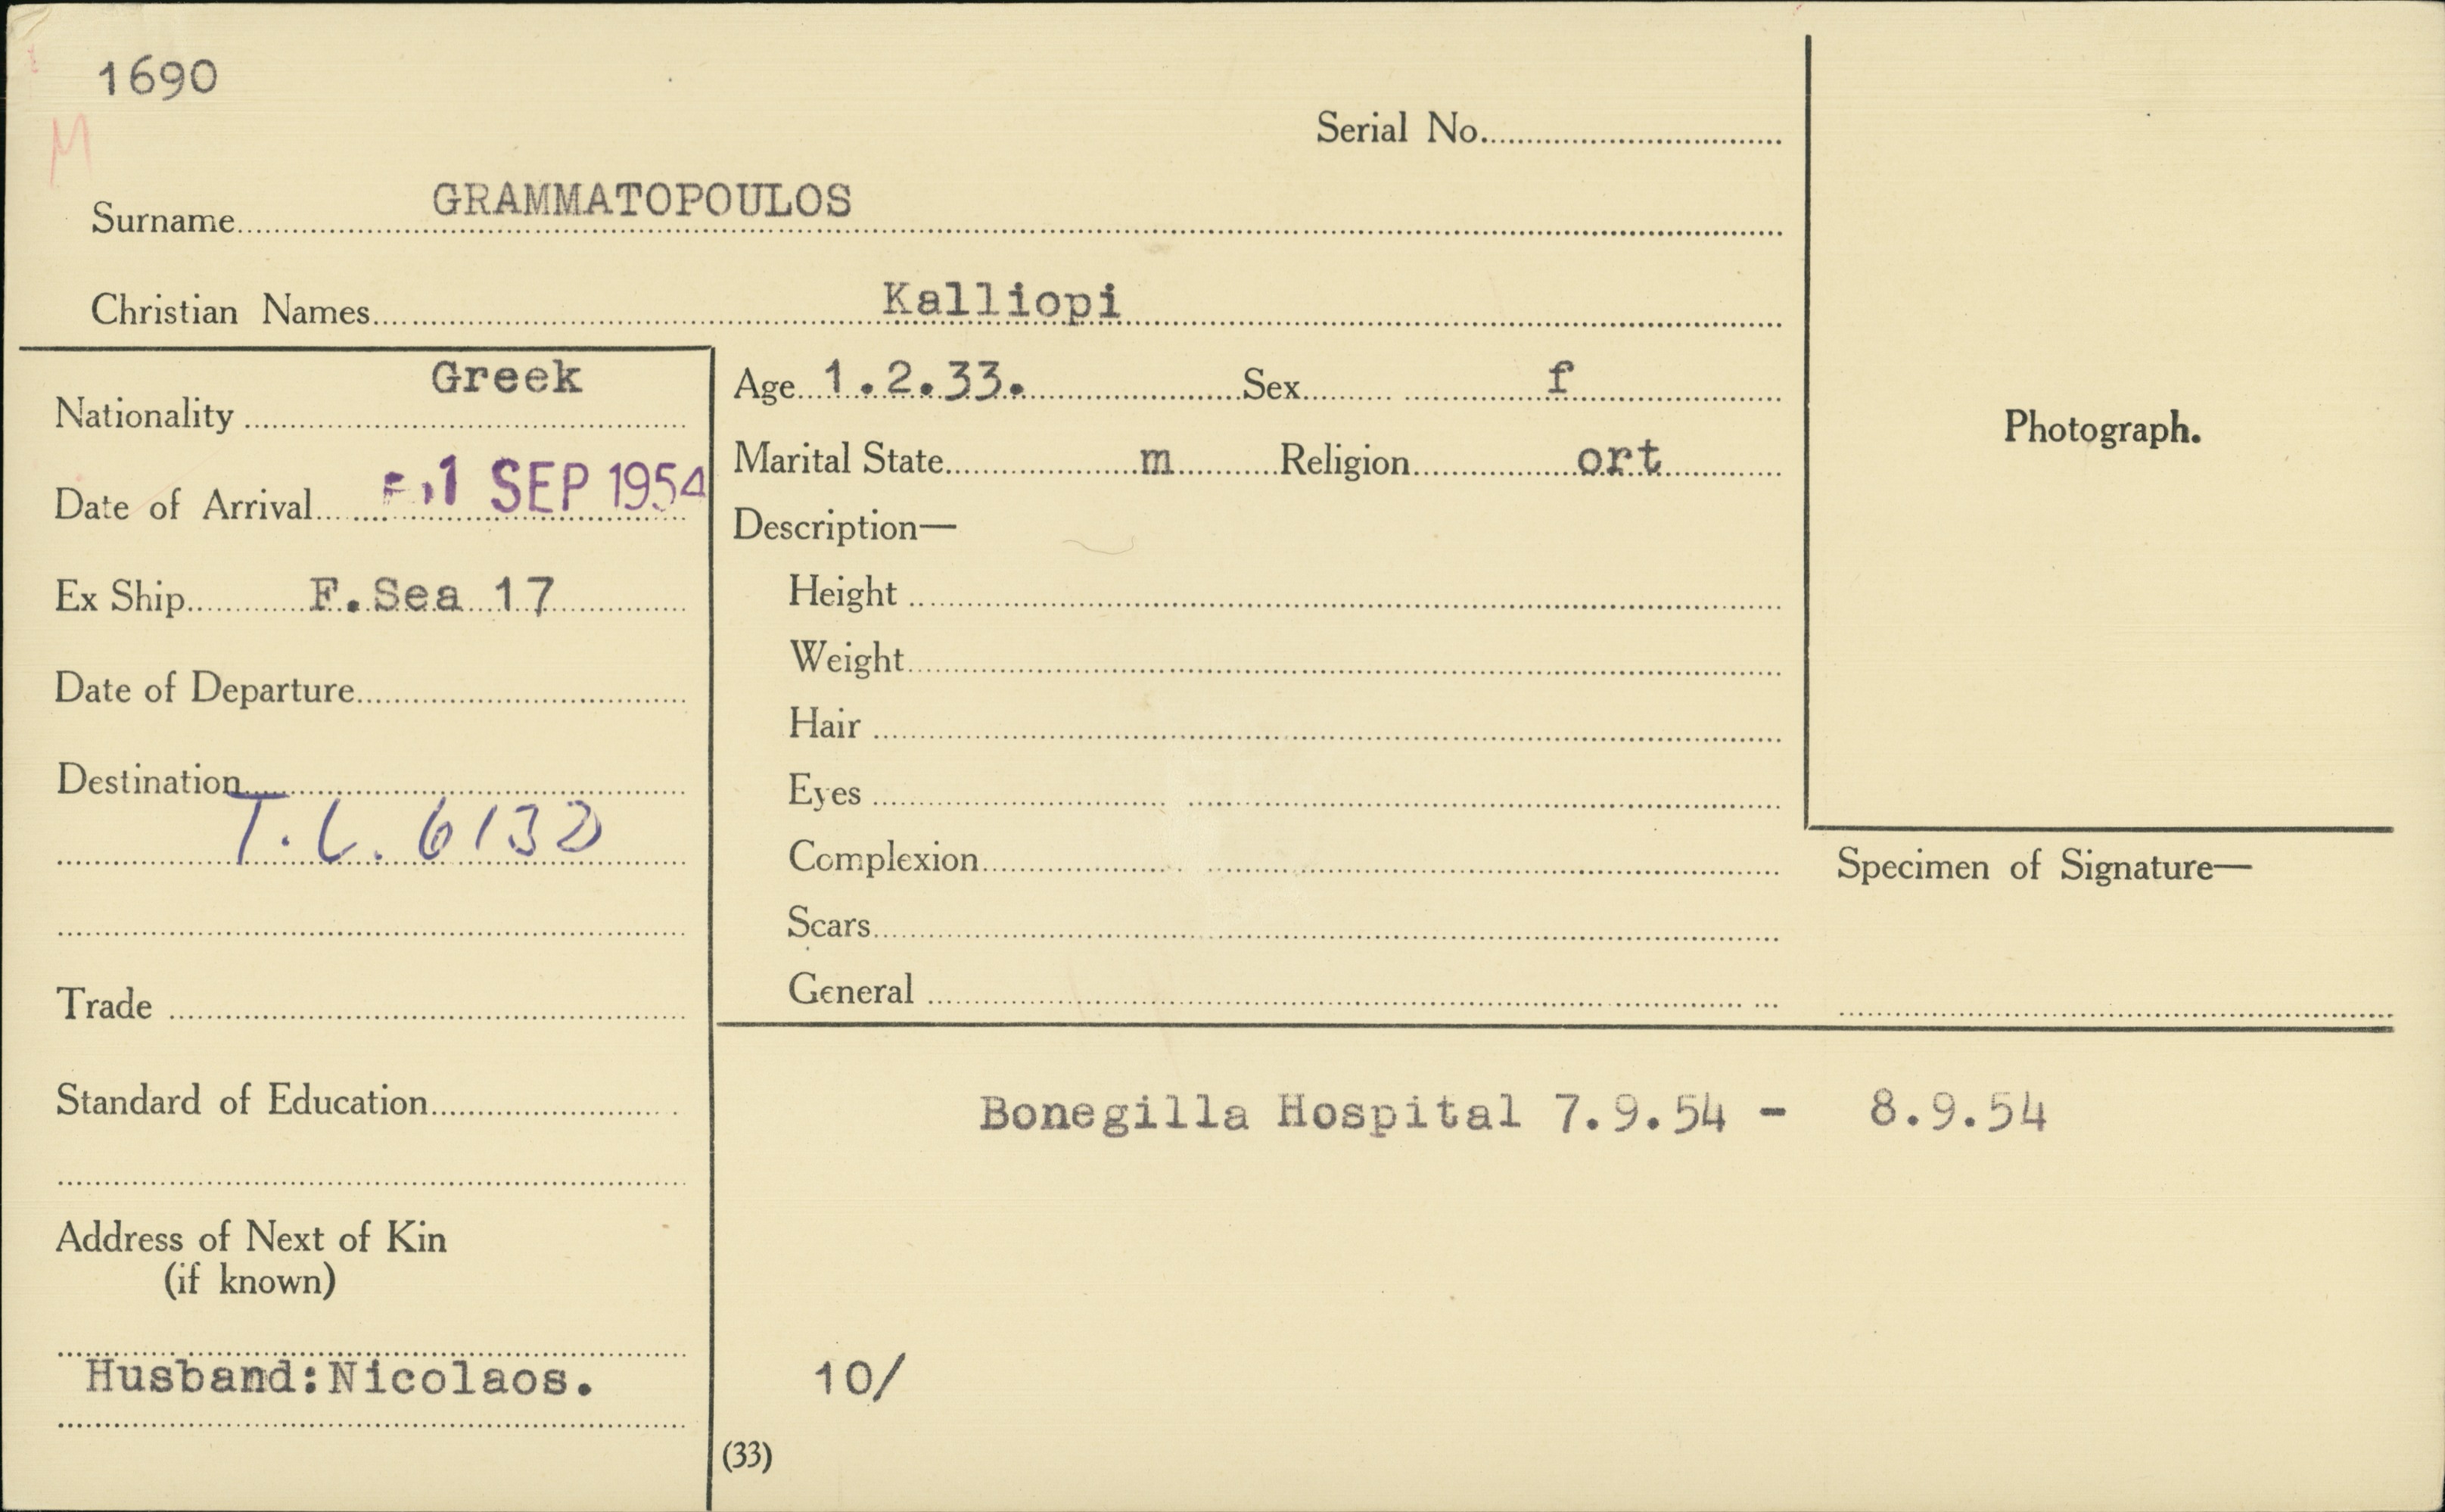 1690
M
Serial No.
Surname GRAMMATOPOULOS
Christian Names Kalliopi
Nationality Greek
Date of Arrival 1 SEP 1954
Ex Ship F.Sea 17
Date of Departure
Destination
T.L. 6132
Trade
Standard of Education
Address of Next of Kin
(if known)
Husband:Nicolaos.
Age 1.2.33. Sex f
Marital State m Religion ort
Description—
Height
Weight
Hair
Eyes
Complexion
Scars
General
Photograph.
Specimen of Signature—
Bonegilla Hospital 7.9.54 - 8.9.54
10/
(33)